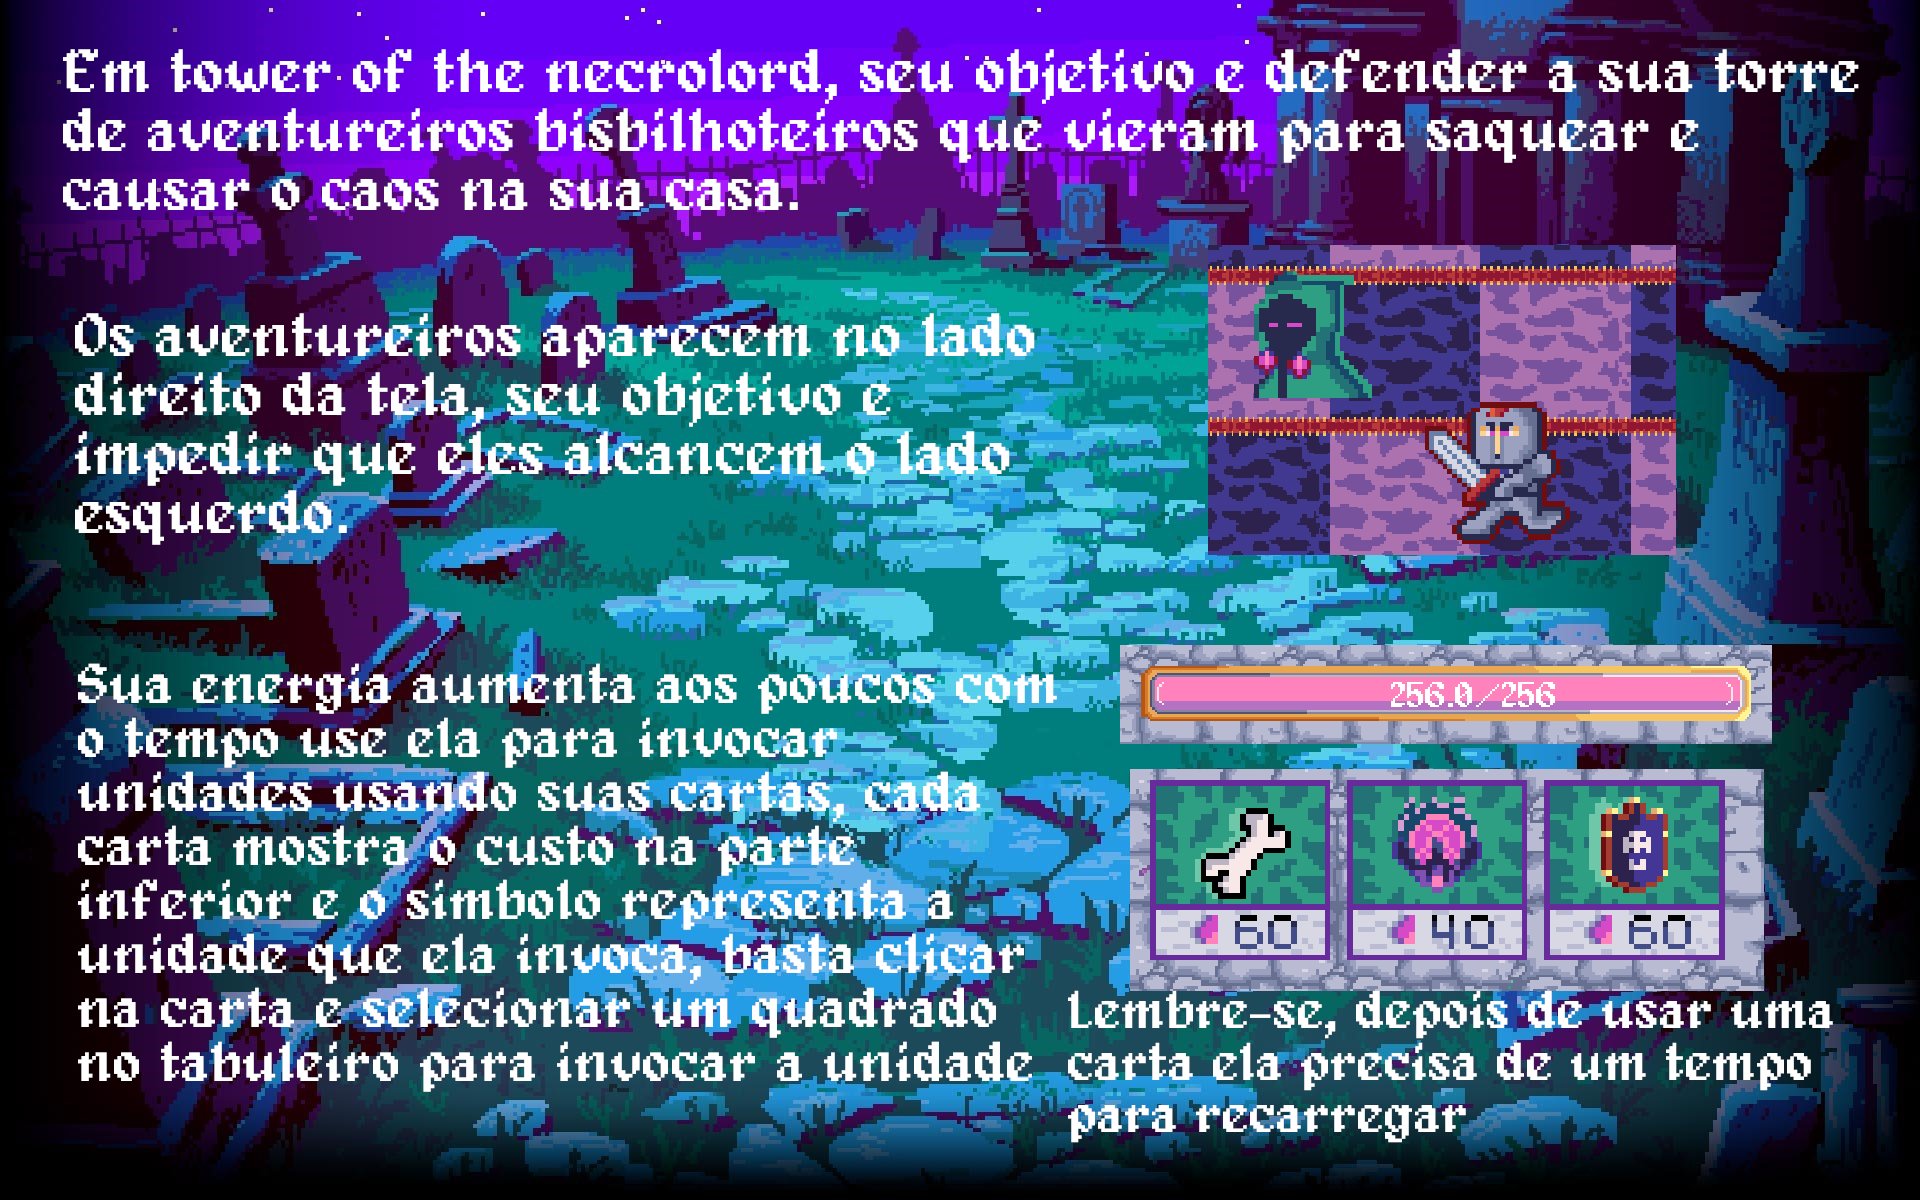 Em tower of the necrolord, seu objetivo e defender a sua torre
de aventureiros bisbilhoteiros que vieram para saquear e
causar o caos na sua casa.
Os aventureiros aparecem no lado
direito da tela, seu objetivo e
impedir que eles alcancem o lado
esquerdo.
Sua energia aumenta aos poucos com
o tempo use ela para invocar
unidades usando suas cartas, cada
carta mostra o custo na parte
inferior e o simbolo representa a
unidade que ela invoca, basta clicar
na carta e selecionar um quadrado
no tabuleiro para invocar a unidade
256.0/256
60 40 60
Lembre-se, depois de usar uma
carta ela precisa de um tempo
para recarregar